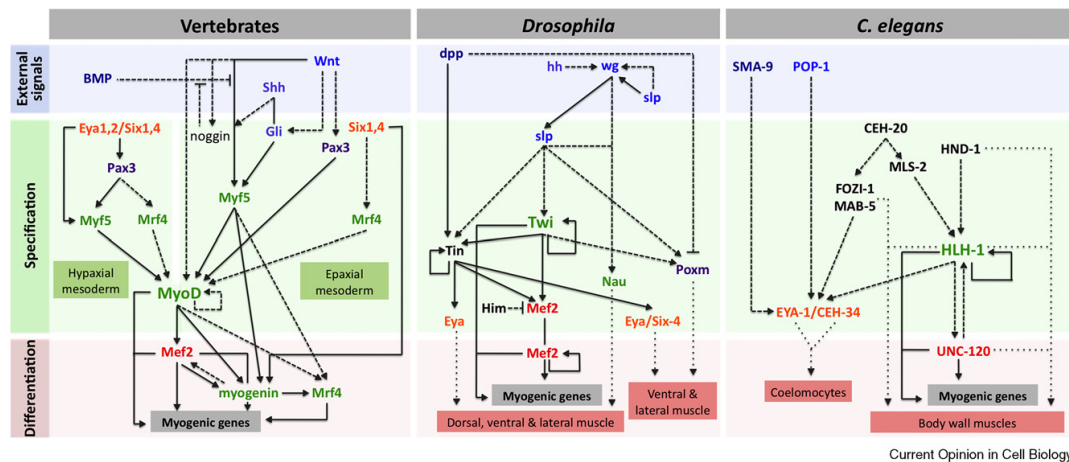 Vertebrates
Drosophila
C. elegans
External signals
BMP
Wnt
Shh
noggin
Gli
dpp
hh
wg
slp
SMA-9
POP-1
Specification
Eya1,2/Six1,4
Pax3
Myf5
Mrf4
Hypaxial
mesoderm
MyoD
Myf5
Six1,4
Pax3
Mrf4
Epaxial
mesoderm
slp
Twi
Tin
Poxm
Nau
Him
Mef2
Eya
Eya/Six-4
CEH-20
HND-1
MLS-2
FOZI-1
MAB-5
HLH-1
EYA-1/CEH-34
Differentiation
Mef2
myogenin
Mrf4
Myogenic genes
Mef2
Myogenic genes
Ventral &
lateral muscle
Dorsal, ventral & lateral muscle
UNC-120
Coelomocytes
Myogenic genes
Body wall muscles
Current Opinion in Cell Biology